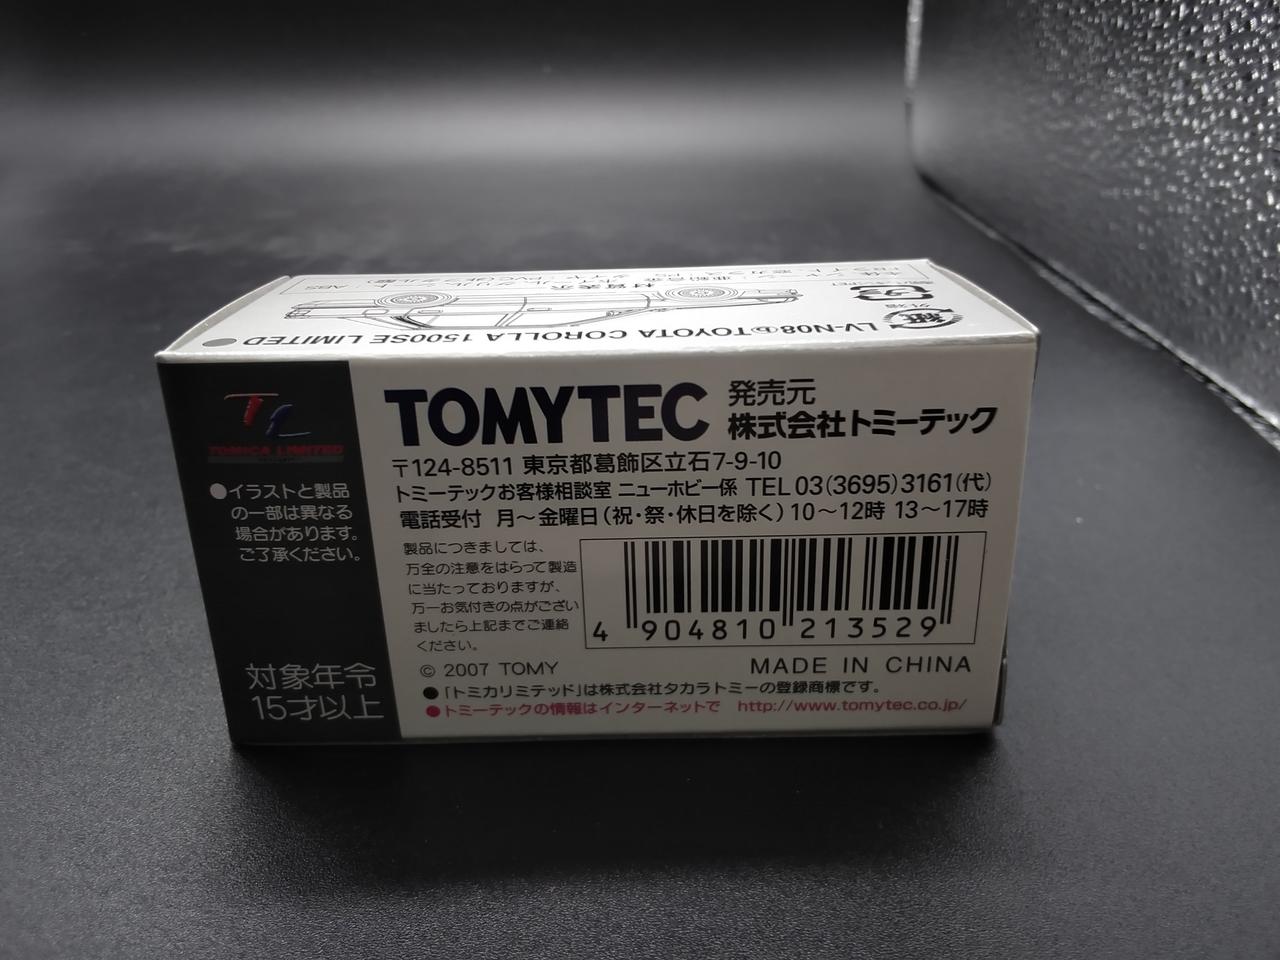 LV-N08b TOYOTA COROLLA 1500SE LIMITED
材質表示
TOMICA LIMITED
●イラストと製品
の一部は異なる
場合があります。
ご了承ください。
対象年令
15才以上
TOMYTEC
発売元
株式会社トミーテック
〒124-8511 東京都葛飾区立石7-9-10
トミーテックお客様相談室 ニューホビー係 TEL 03(3695)3161(代)
電話受付 月～金曜日(祝・祭・休日を除く) 10～12時 13～17時
製品につきましては、
万全の注意をはらって製造
に当たっておりますが、
万一お気付きの点がござい
ましたら上記までご連絡
ください。
4 904810 213529
© 2007 TOMY
MADE IN CHINA
●「トミカリミテッド」は株式会社タカラトミーの登録商標です。
●トミーテックの情報はインターネットで http://www.tomytec.co.jp/